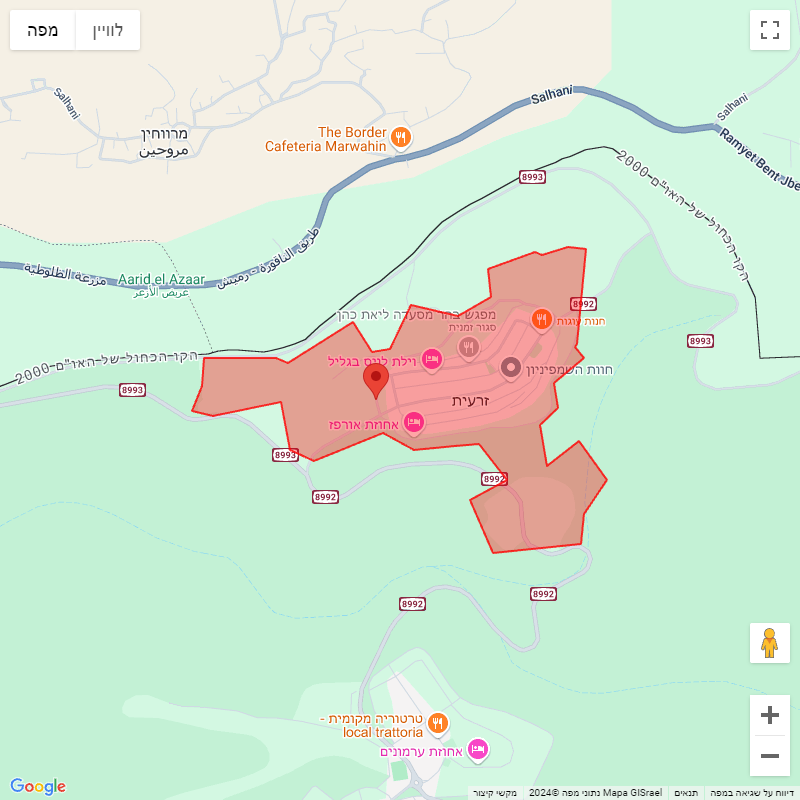 מפה
לוויין
Salhani
Salhani
Salhani
מרווחין
מרוחין
The Border
Cafeteria Marwahin
Ramyet Bent Jbe
8993
הקו הכחול של האו"ם 2000
طريق الناقورة - رميش
مزرعة الطلوطية
Aarid el Azaar
عريض الأزعر
8992
מפגש בהר מסעדה ליאת כהן
סגור זמנית
חנות עוגות
8993
הקו הכחול של האו"ם 2000
וילת לויס בגליל
חוות השמפיניון
8993
זרעית
אחוזת אורפז
8993
8992
8992
8992
8992
טרטוריה מקומית -
local trattoria
אחוזת ערמונים
Google
מקשי קיצור
נתוני מפה ©2024 Mapa GISrael
תנאים
דיווח על שגיאה במפה